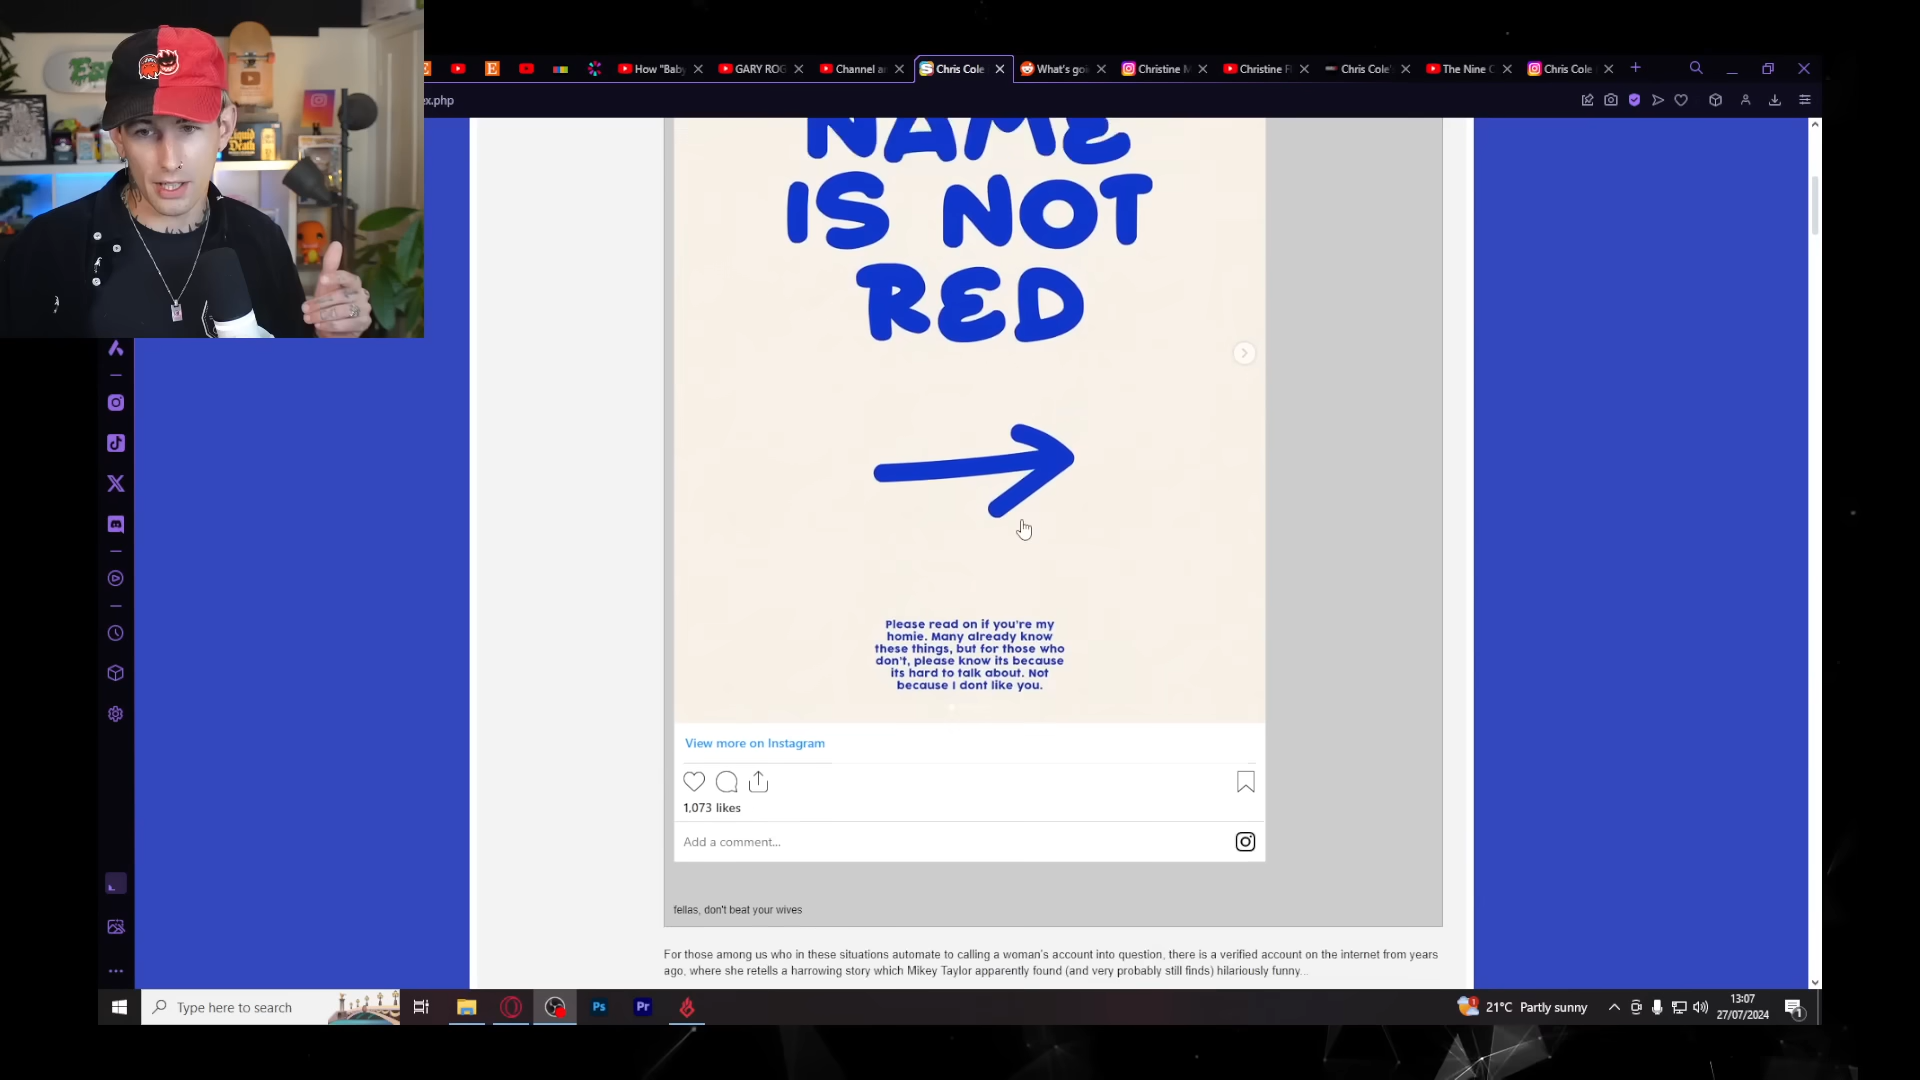 How "Baby
GARY ROG
Channel a
Chris Cole
What's goi
Christine M
Christine F
Chris Cole'
The Nine C
Chris Cole
ex.php
NAME
IS NOT
RED
Please read on if you're my
homie. Many already know
these things, but for those who
don't, please know its because
its hard to talk about. Not
because I dont like you.
View more on Instagram
1,073 likes
Add a comment...
fellas, don't beat your wives
For those among us who in these situations automate to calling a woman's account into question, there is a verified account on the internet from years
ago, where she retells a harrowing story which Mikey Taylor apparently found (and very probably still finds) hilariously funny...
Type here to search
Ps
Pr
21°C Partly sunny
13:07
27/07/2024